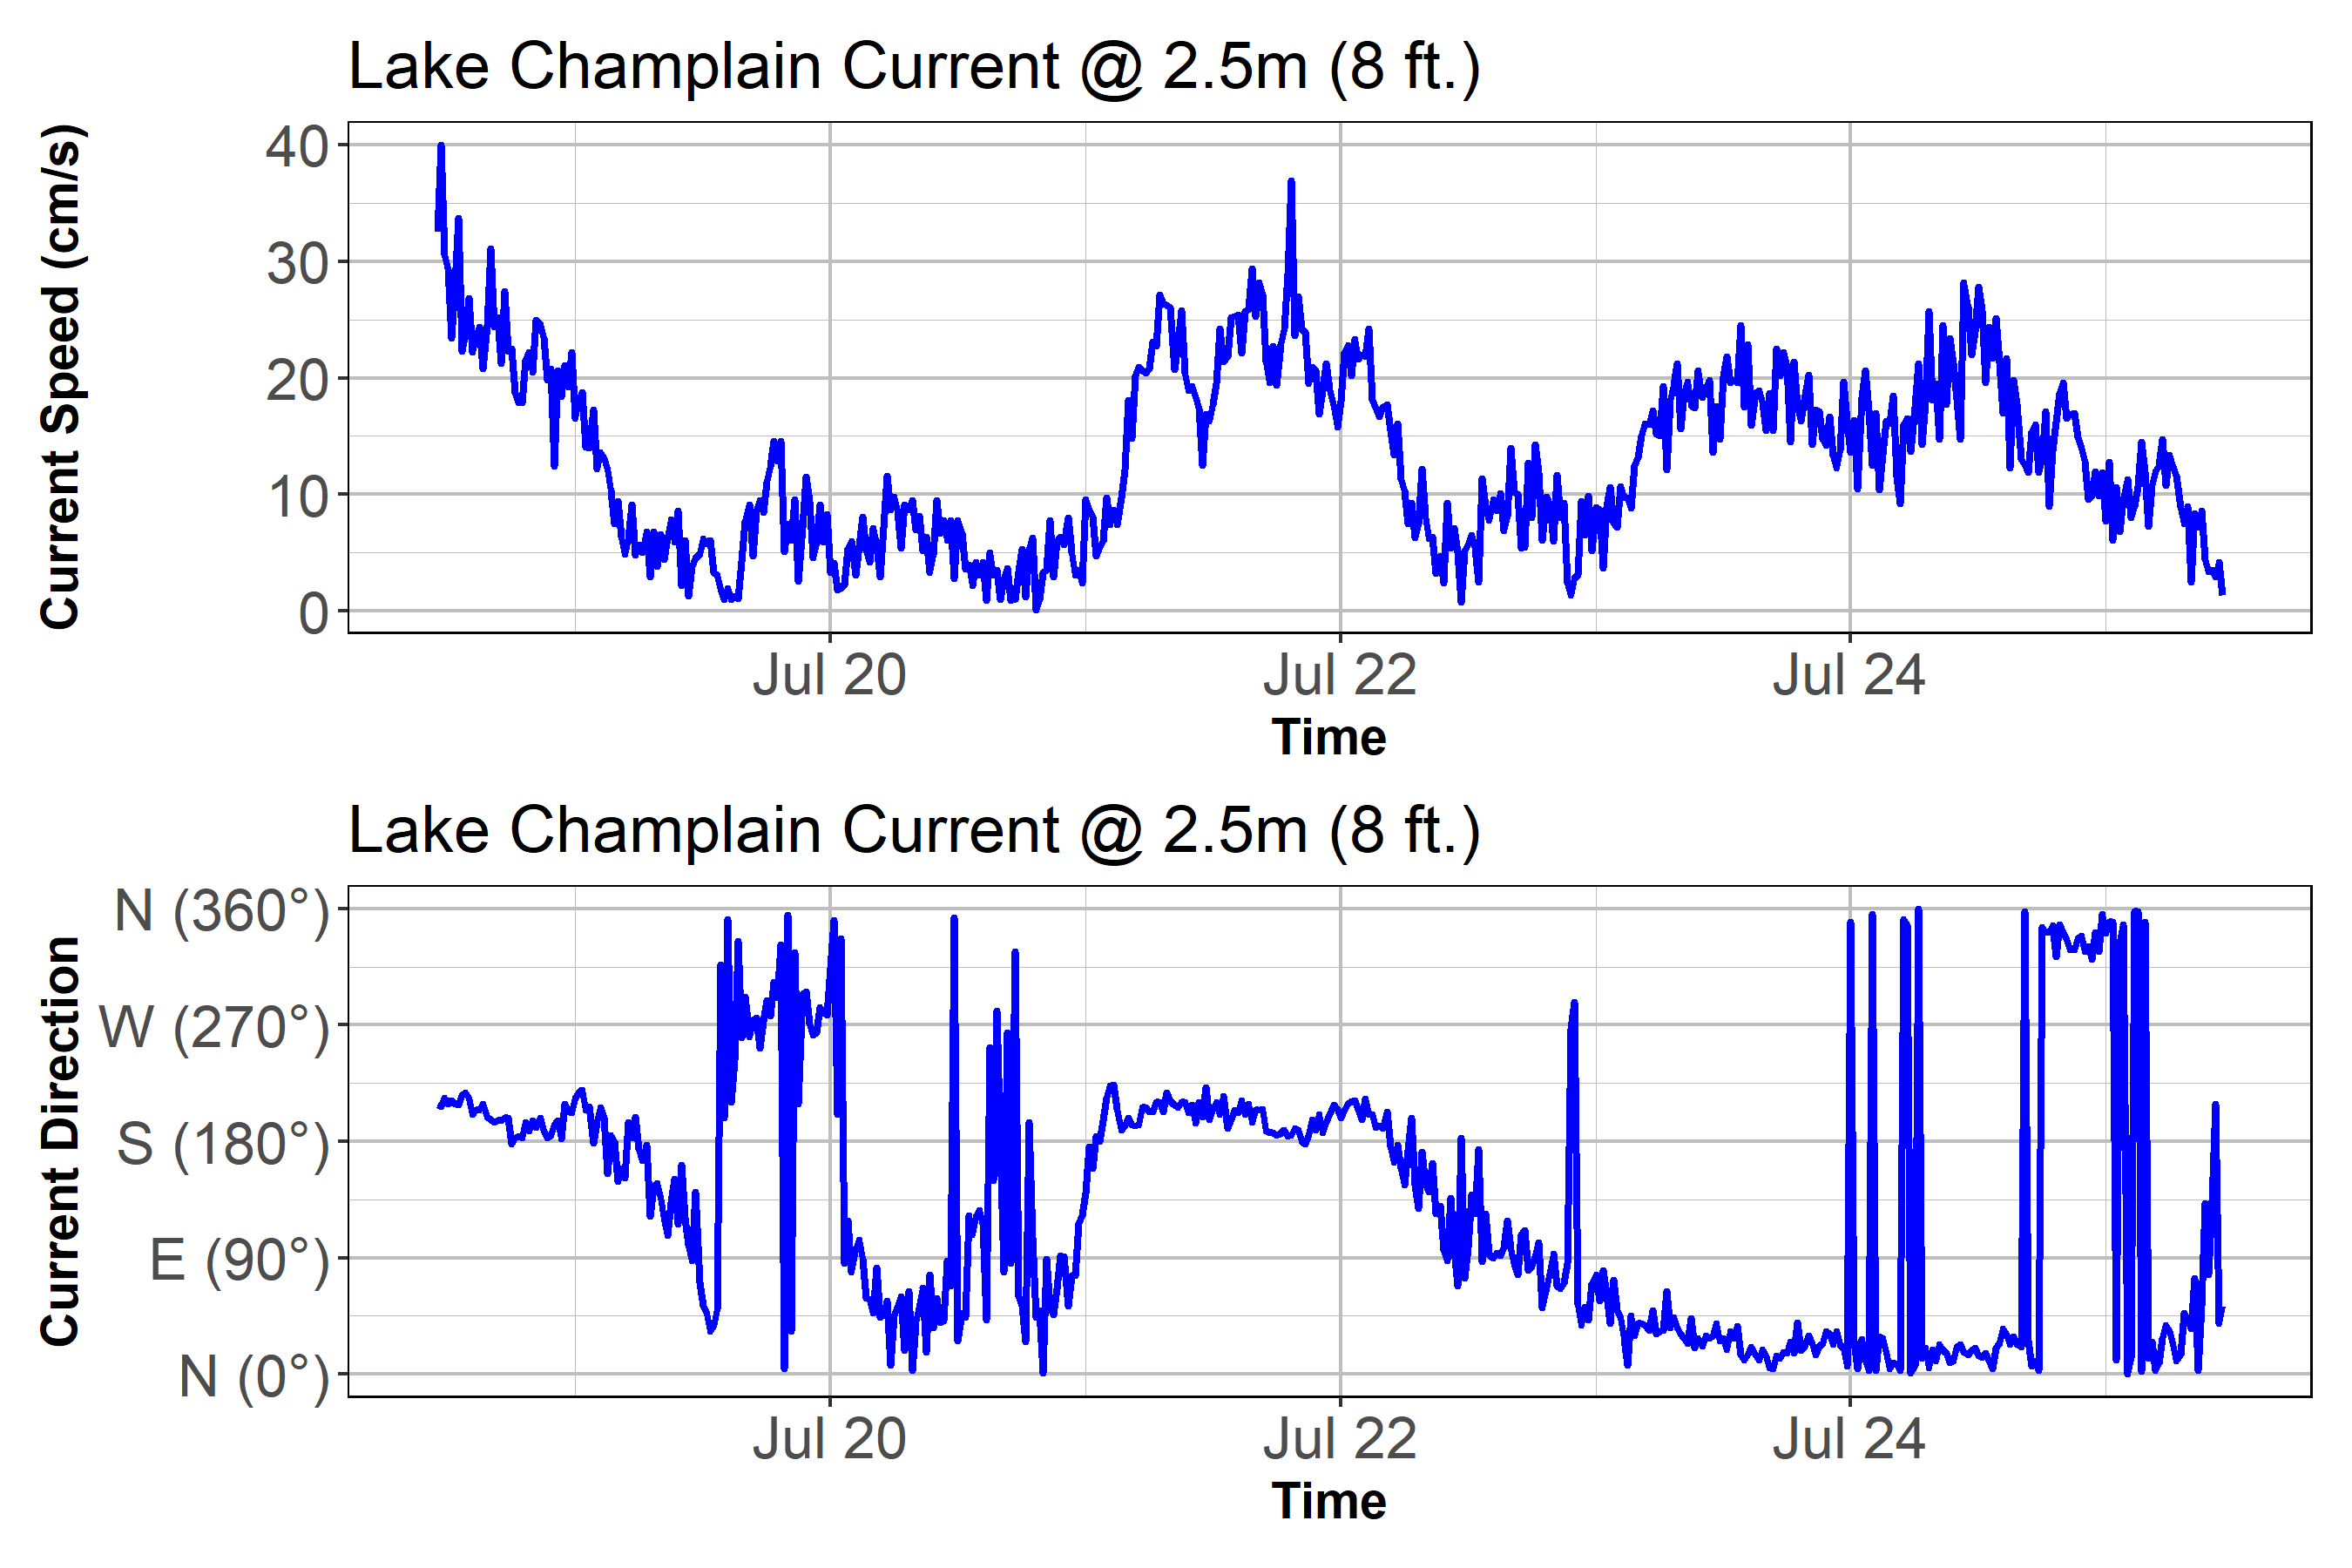 Lake Champlain Current @ 2.5m (8 ft.)
Current Speed (cm/s)
40
30
20
10
0
Jul 20 Jul 22 Jul 24
Time
Lake Champlain Current @ 2.5m (8 ft.)
Current Direction
N (360°)
W (270°)
S (180°)
E (90°)
N (0°)
Jul 20 Jul 22 Jul 24
Time